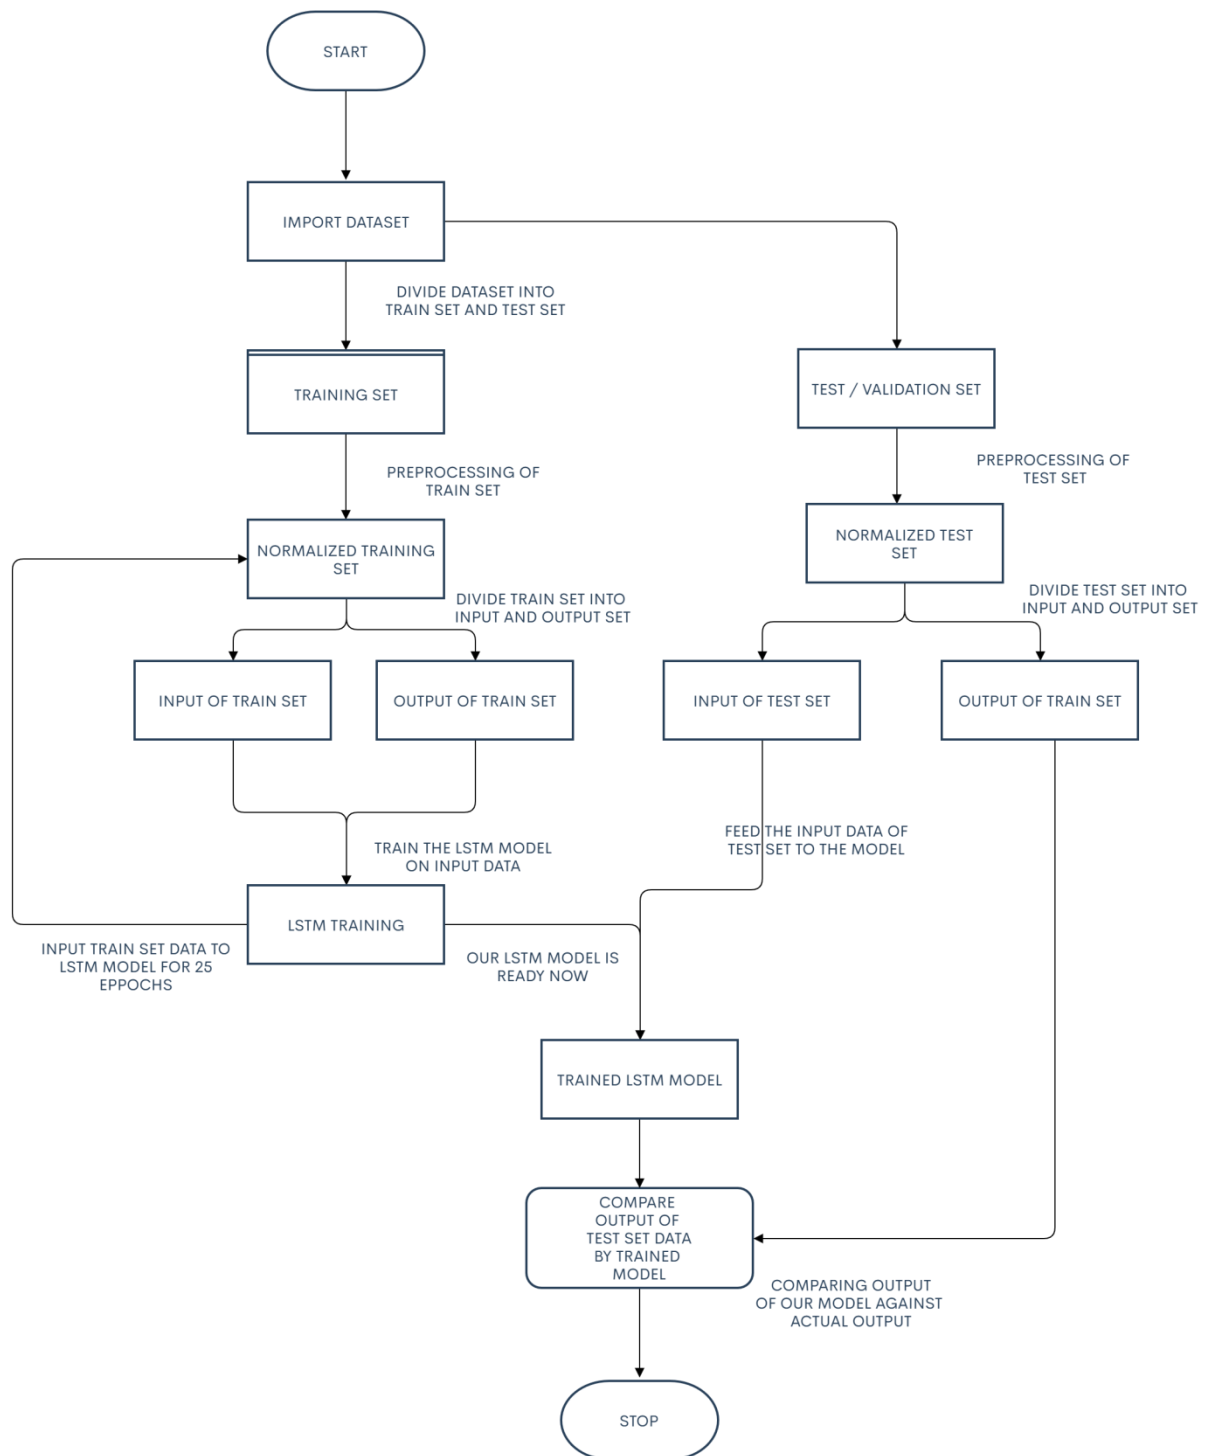 START
IMPORT DATASET
DIVIDE DATASET INTO
TRAIN SET AND TEST SET
TRAINING SET
TEST / VALIDATION SET
PREPROCESSING OF
TRAIN SET
PREPROCESSING OF
TEST SET
NORMALIZED TRAINING
SET
NORMALIZED TEST
SET
DIVIDE TRAIN SET INTO
INPUT AND OUTPUT SET
DIVIDE TEST SET INTO
INPUT AND OUTPUT SET
INPUT OF TRAIN SET
OUTPUT OF TRAIN SET
INPUT OF TEST SET
OUTPUT OF TRAIN SET
TRAIN THE LSTM MODEL
ON INPUT DATA
FEED THE INPUT DATA OF
TEST SET TO THE MODEL
LSTM TRAINING
INPUT TRAIN SET DATA TO
LSTM MODEL FOR 25
EPPOCHS
OUR LSTM MODEL IS
READY NOW
TRAINED LSTM MODEL
COMPARE
OUTPUT OF
TEST SET DATA
BY TRAINED
MODEL
COMPARING OUTPUT
OF OUR MODEL AGAINST
ACTUAL OUTPUT
STOP